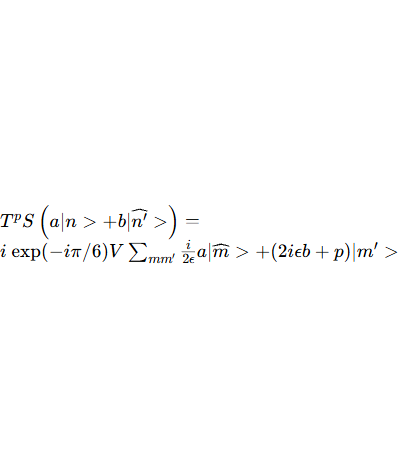 $T^p S \left( a|n > + b|\widehat{n'} > \right) =$
$i \exp(-i\pi/6) V \sum_{mm'} \frac{i}{2\epsilon} a|\widehat{m} > + (2i\epsilon b + p)|m' >$